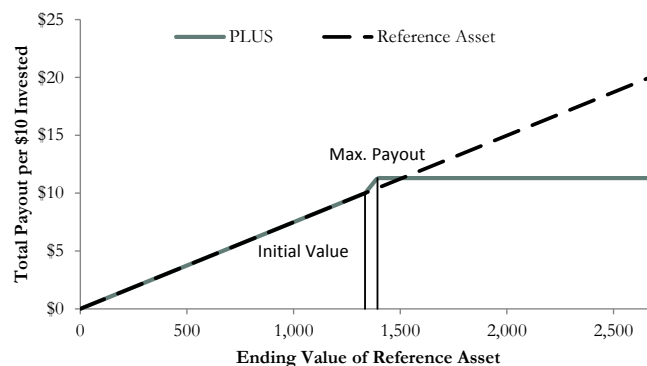 PLUS
Reference Asset
Total Payout per $10 Invested
$25
$20
$15
$10
$5
$0
Max. Payout
Initial Value
0
500
1,000
1,500
2,000
2,500
Ending Value of Reference Asset